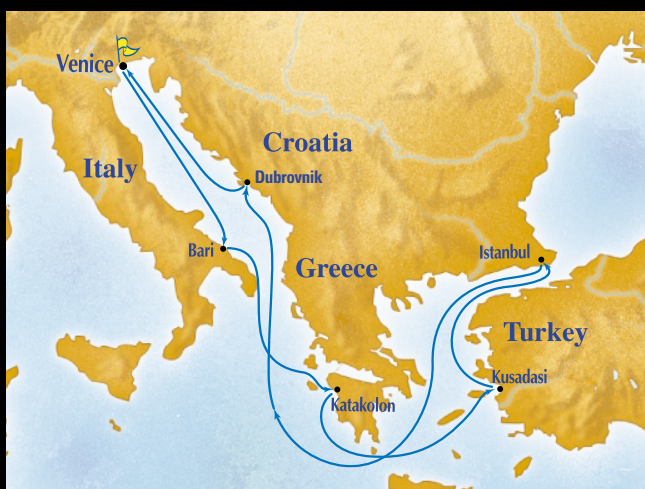 Venice
Croatia
Italy
Dubrovnik
Bari
Istanbul
Greece
Turkey
Kusadasi
Katakolon